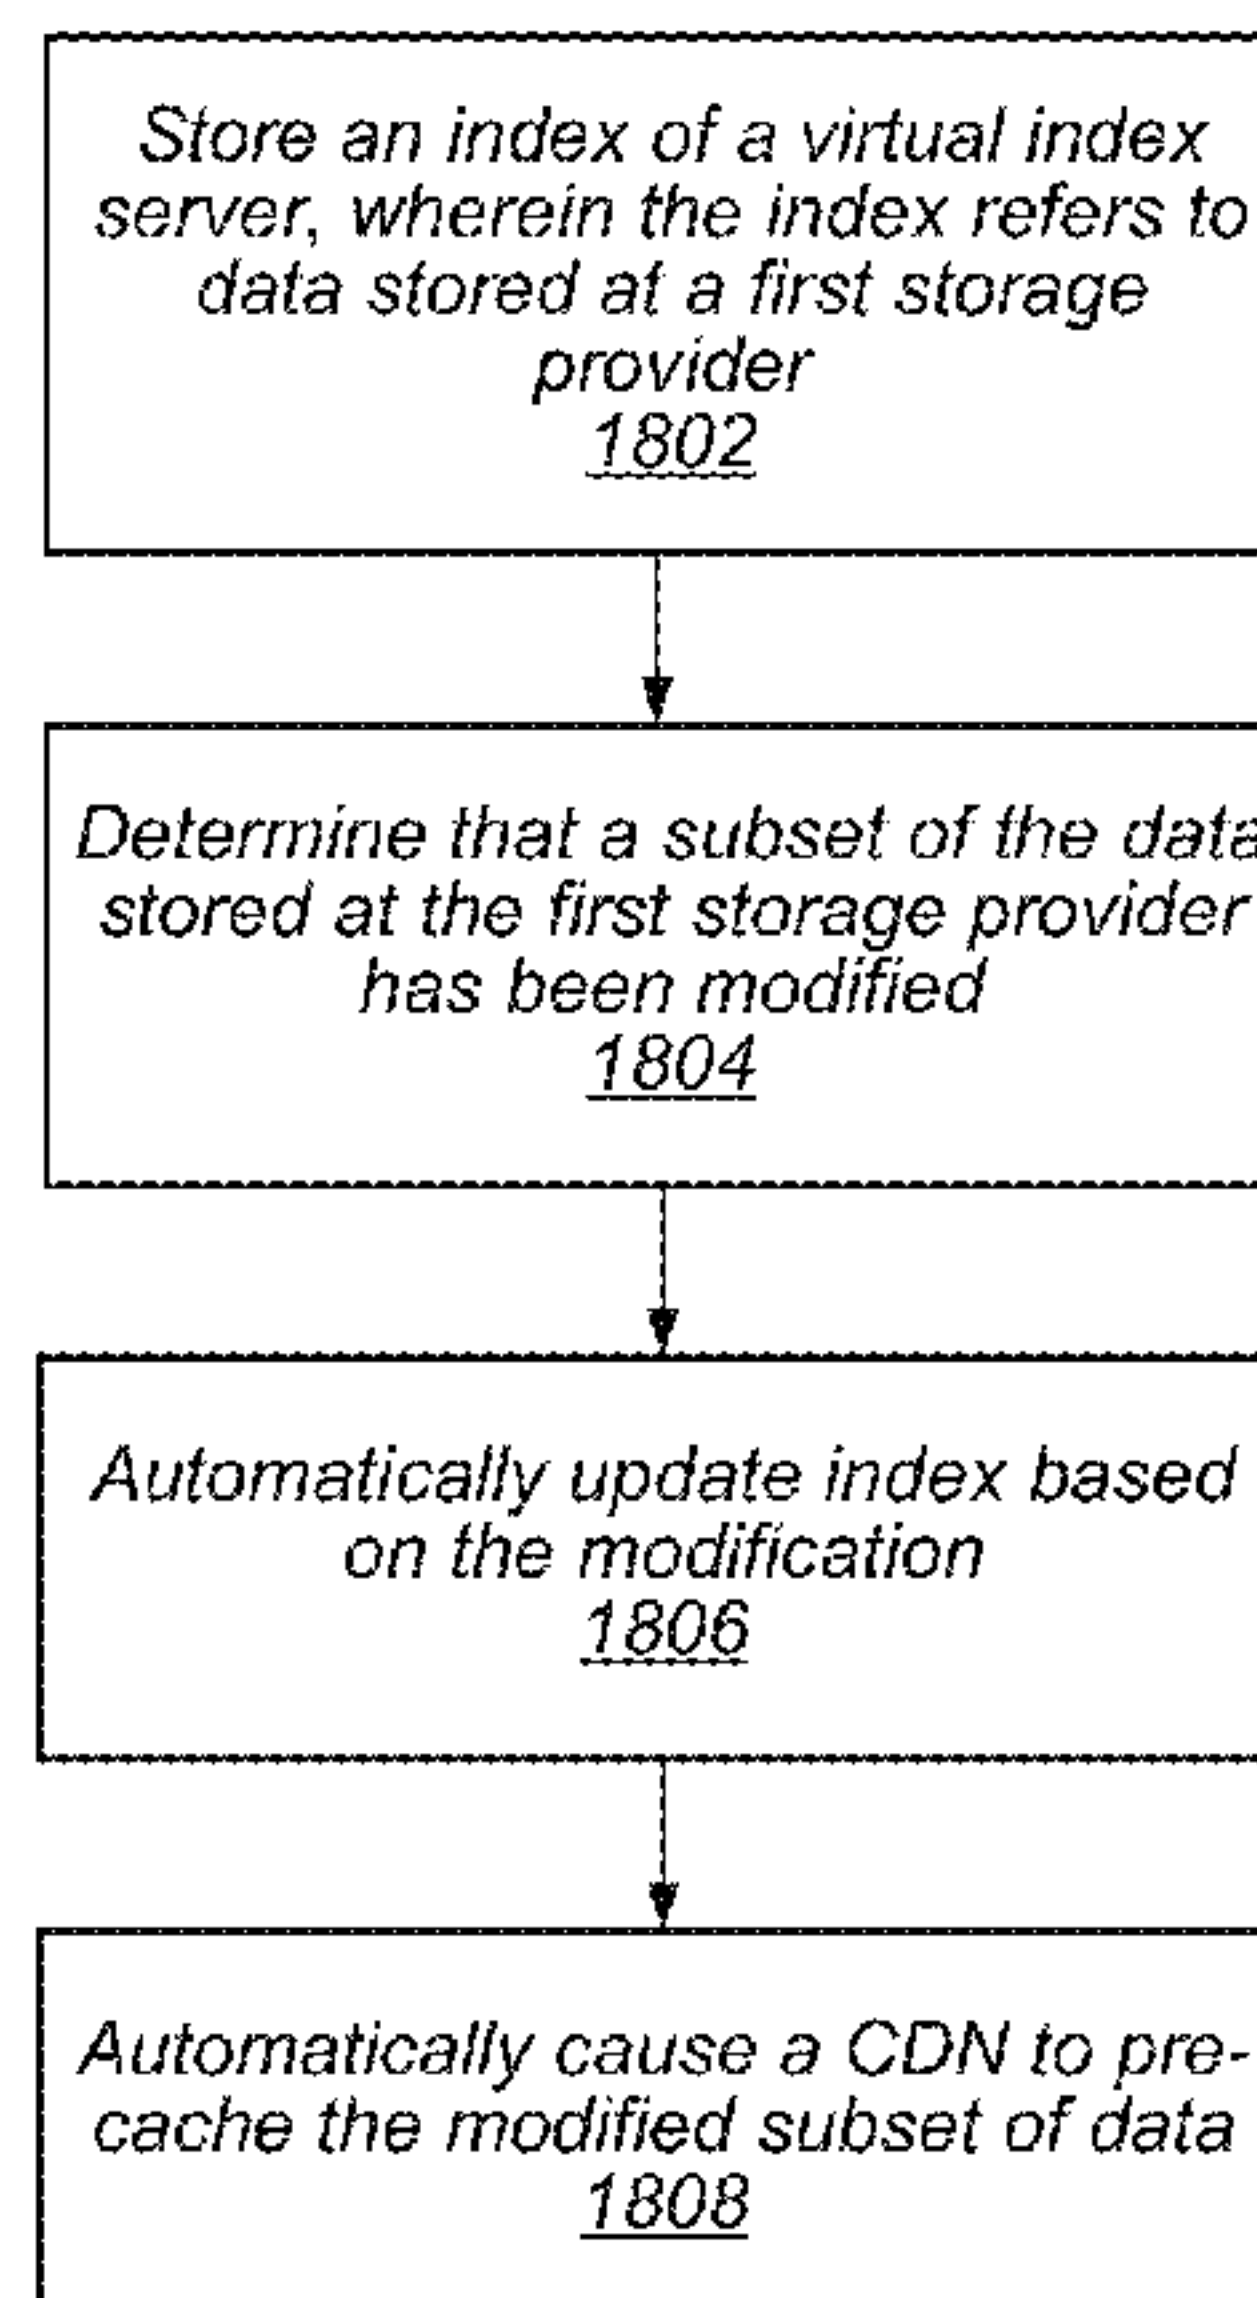 Store an index of a virtual index
server, wherein the index refers to
data stored at a first storage
provider
1802
Determine that a subset of the data
stored at the first storage provider
has been modified
1804
Automatically update index based
on the modification
1806
Automatically cause a CDN to pre-
cache the modified subset of data
1808